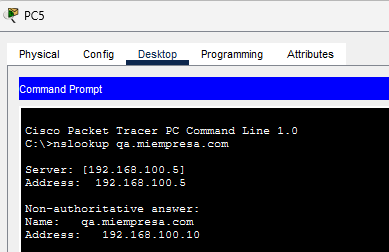 PC5
Physical Config Desktop Programming Attributes
Command Prompt
Cisco Packet Tracer PC Command Line 1.0
C:\>nslookup qa.miempresa.com
Server: [192.168.100.5]
Address:  192.168.100.5
Non-authoritative answer:
Name:   qa.miempresa.com
Address:   192.168.100.10